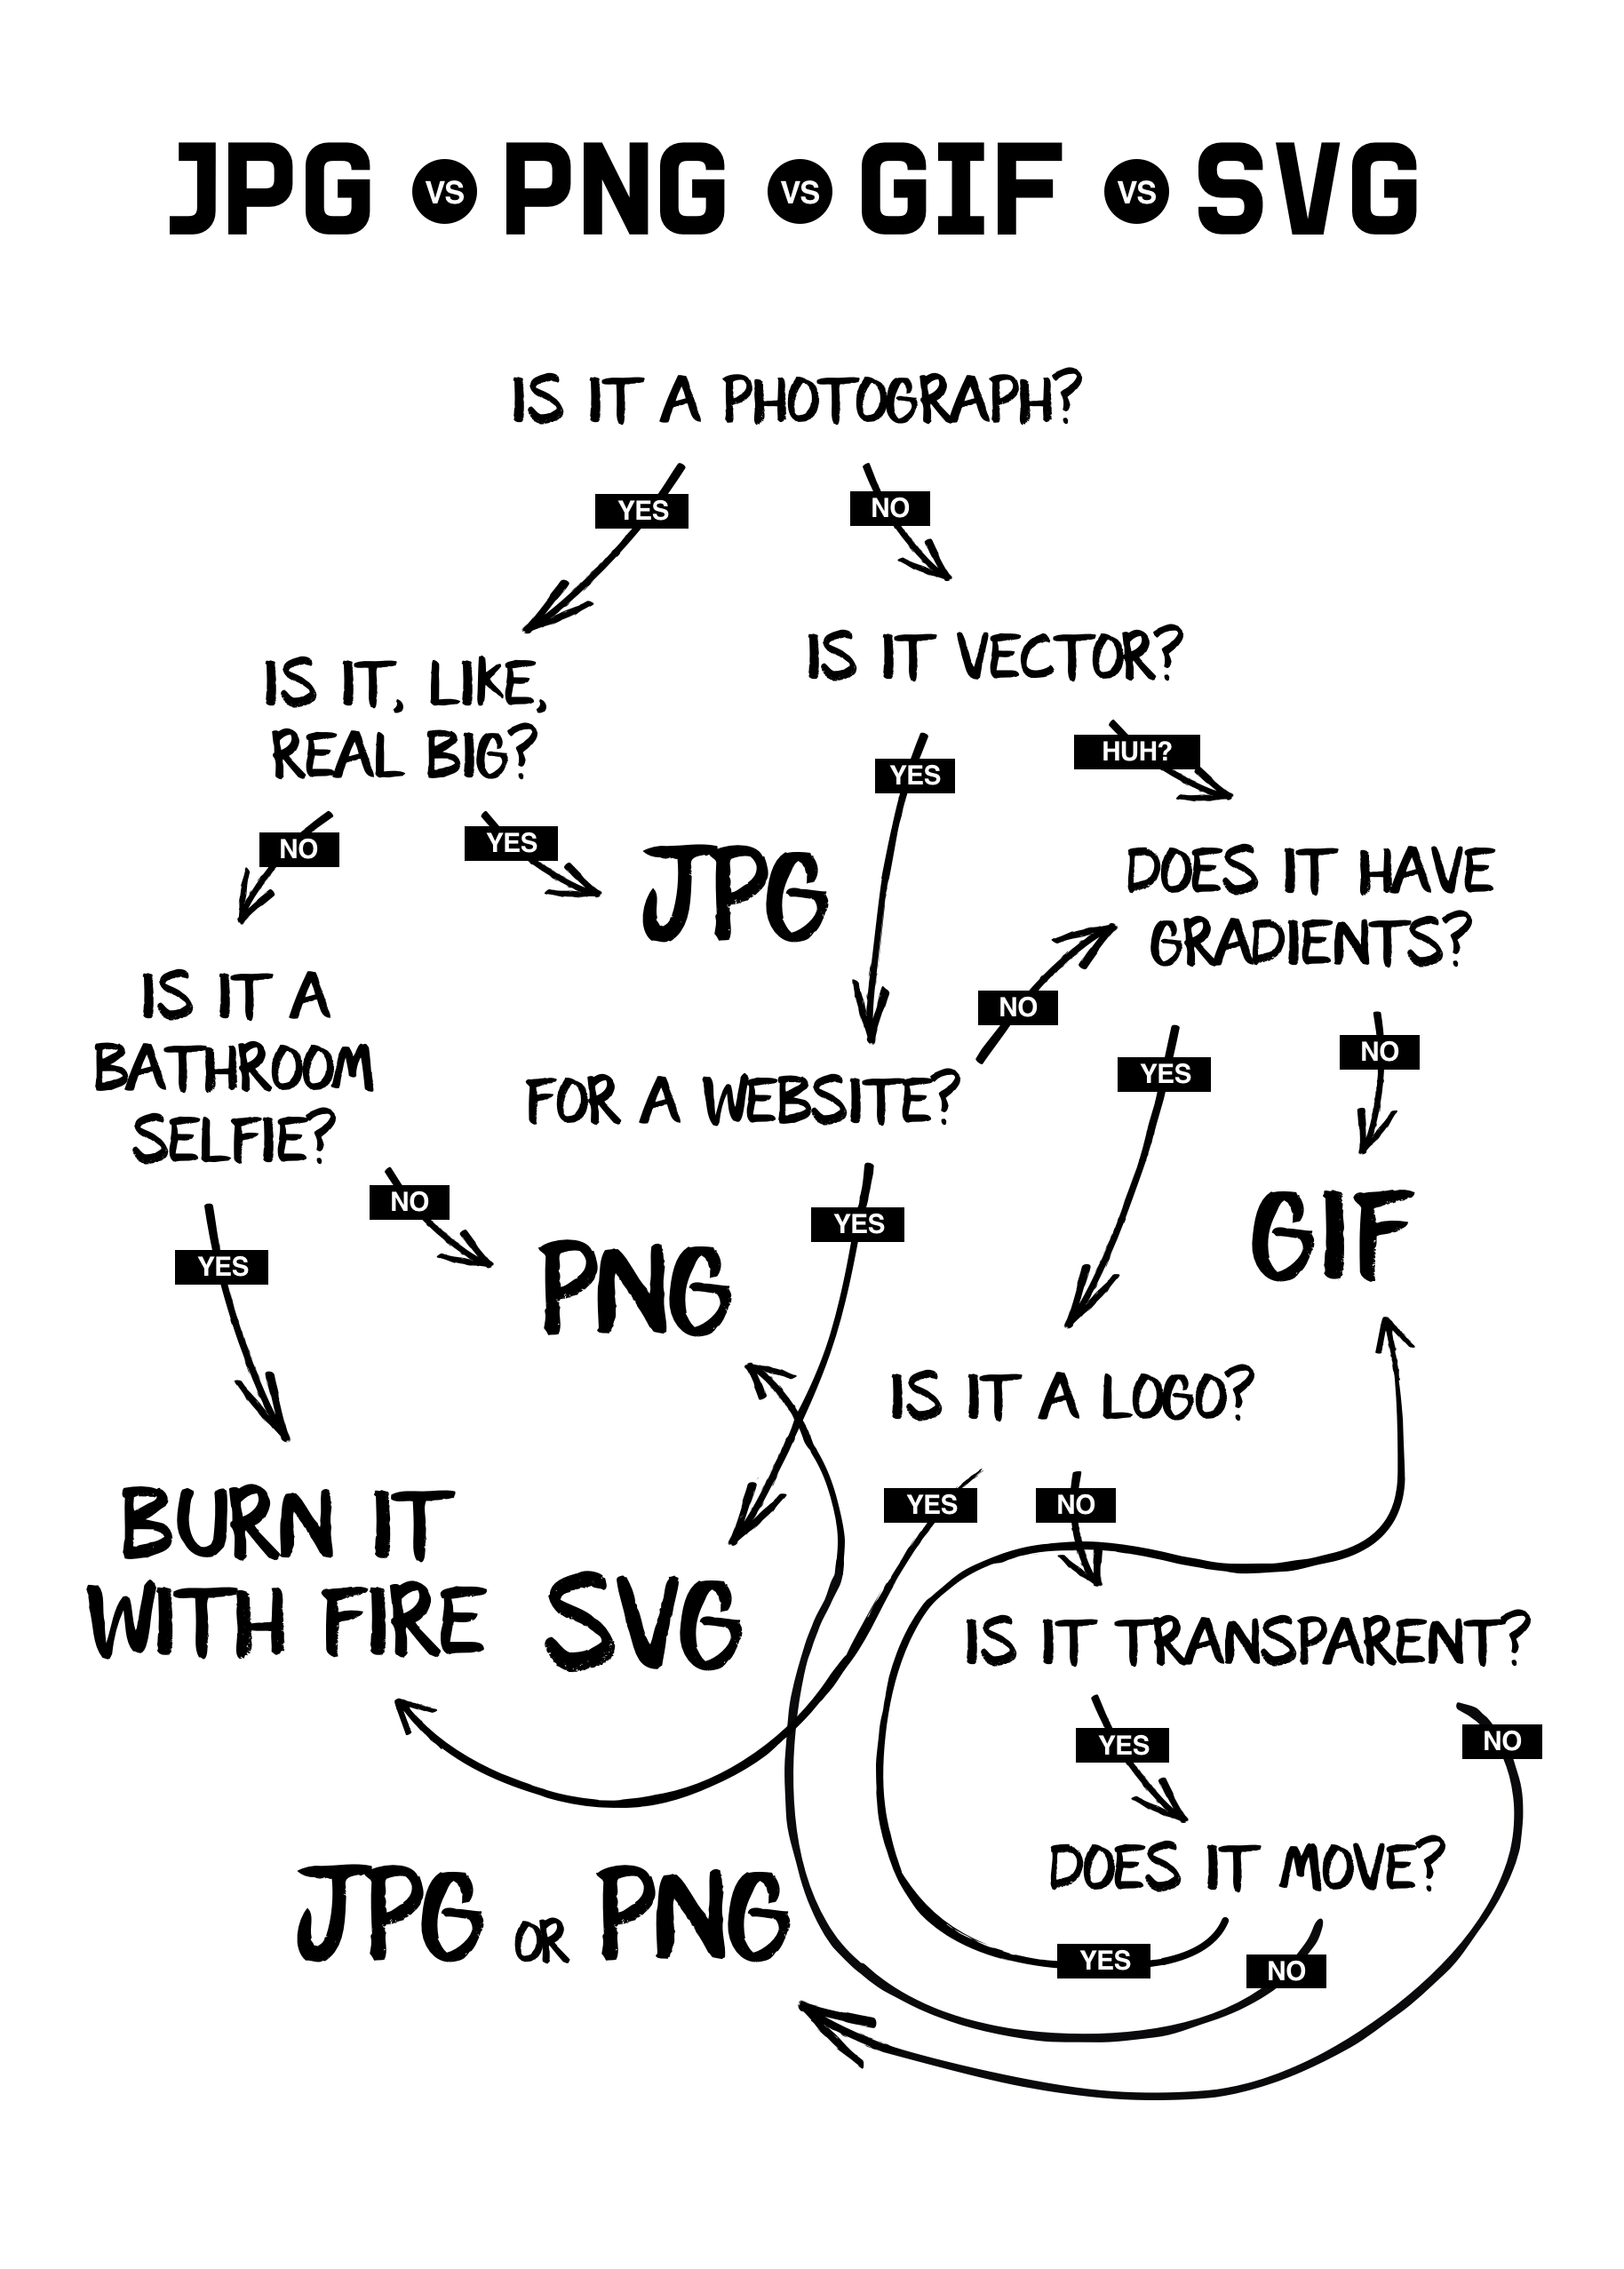 JPG VS PNG VS GIF VS SVG
IS IT A PHOTOGRAPH?
YES
NO
IS IT, LIKE,
REAL BIG?
IS IT VECTOR?
NO
YES
YES
HUH?
JPG
DOES IT HAVE
GRADIENTS?
IS IT A
BATHROOM
SELFIE?
FOR A WEBSITE?
NO
YES
NO
YES
NO
YES
PNG
GIF
IS IT A LOGO?
BURN IT
WITH FIRE
SVG
YES
NO
IS IT TRANSPARENT?
YES
NO
DOES IT MOVE?
JPG OR PNG
YES
NO